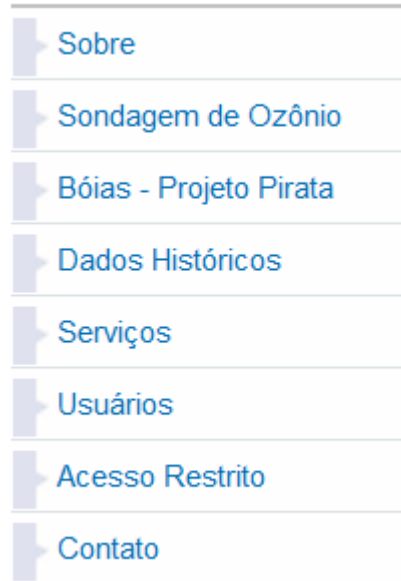 Sobre
Sondagem de Ozônio
Bóias - Projeto Pirata
Dados Históricos
Serviços
Usuários
Acesso Restrito
Contato